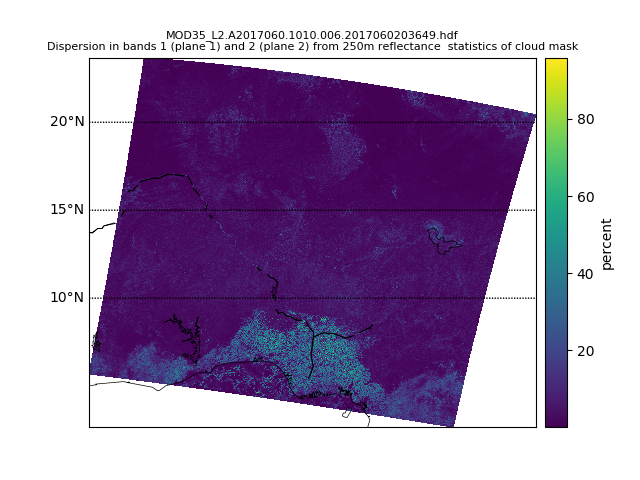 MOD35_L2.A2017060.1010.006.2017060203649.hdf
Dispersion in bands 1 (plane 1) and 2 (plane 2) from 250m reflectance  statistics of cloud mask
20°N
15°N
10°N
80
60
40
20
percent